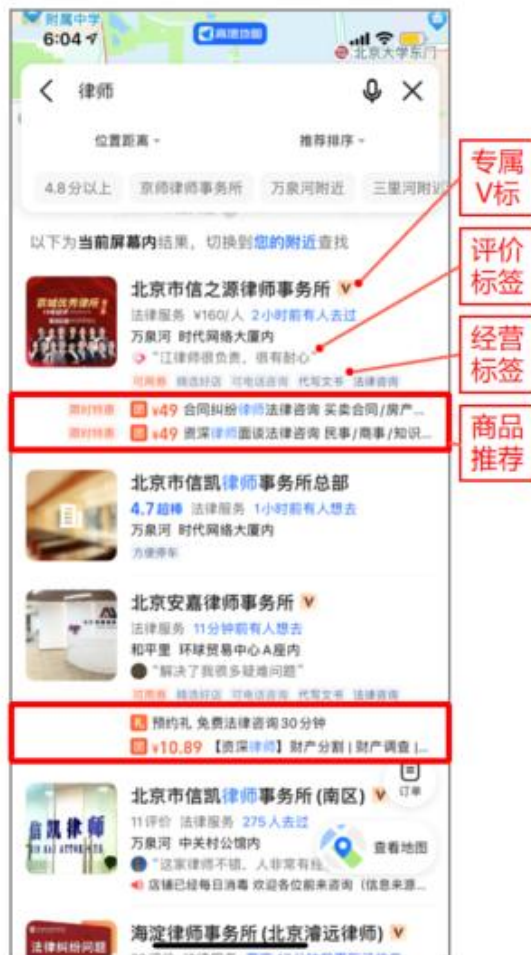 附属中学
6:04
高德地图
北京大学东门
律师
位置距离
推荐排序
4.8分以上 京师律师事务所 万泉河附近 三里河附近
以下为当前屏幕内结果，切换到您的附近查找
北京市信之源律师事务所 V
法律服务 ¥160/人 2小时前有人去过
万泉河 时代网络大厦内
“江律师很负责，很有耐心”
可用券 精选好店 可电话咨询 代写文书 法律咨询
限时特惠 团 ¥49 合同纠纷律师法律咨询 买卖合同/房产...
限时特惠 团 ¥49 资深律师面谈法律咨询 民事/商事/知识...
北京市信凯律师事务所总部
4.7超棒 法律服务 1小时前有人想去
万泉河 时代网络大厦内
方便停车
北京安嘉律师事务所 V
法律服务 11分钟前有人想去
和平里 环球贸易中心A座内
“解决了我很多疑难问题”
可用券 精选好店 可电话咨询 代写文书 法律咨询
礼 预约礼 免费法律咨询30分钟
团 ¥10.89 【资深律师】财产分割|财产调查|...
订单
北京市信凯律师事务所(南区) V
11评价 法律服务 275人去过
万泉河 中关村公馆内
查看地图
“这家律师不错，人非常有经
店铺已经每日消毒 欢迎各位前来咨询（信息来源...
信凯律师
海淀律师事务所(北京濬远律师) V
法律纠纷问题
专属
V标
评价
标签
经营
标签
商品
推荐